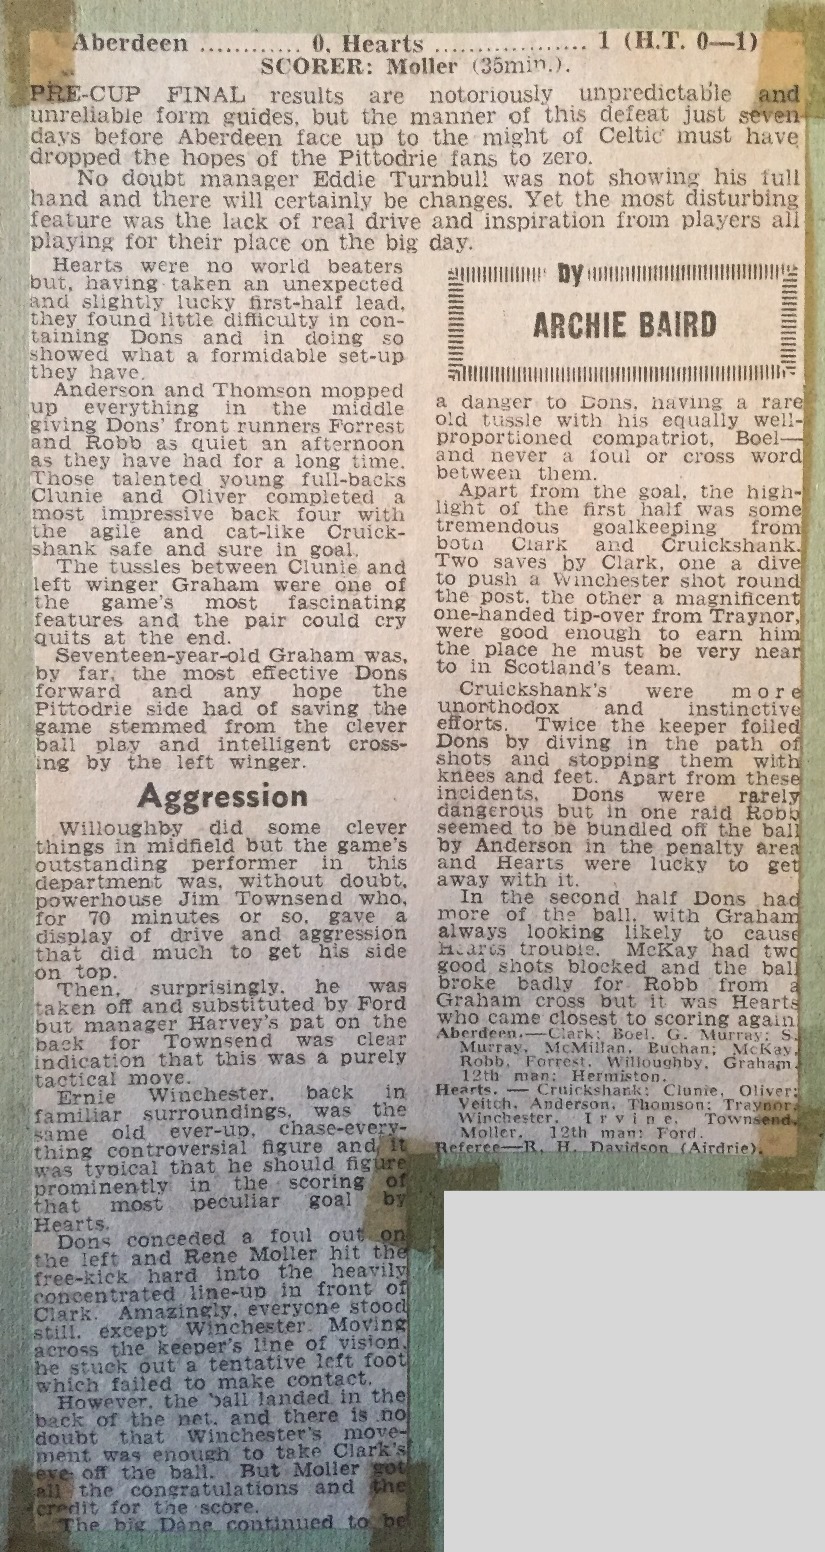 Aberdeen ............ 0, Hearts .................. 1 (H.T. 0—1)
SCORER: Moller (35min.).
PRE-CUP FINAL results are notoriously unpredictable and
unreliable form guides, but the manner of this defeat just seven
days before Aberdeen face up to the might of Celtic must have
dropped the hopes of the Pittodrie fans to zero.
No doubt manager Eddie Turnbull was not showing his full
hand and there will certainly be changes. Yet the most disturbing
feature was the lack of real drive and inspiration from players all
playing for their place on the big day.
Hearts were no world beaters
but, having taken an unexpected
and slightly lucky first-half lead,
they found little difficulty in con-
taining Dons and in doing so
showed what a formidable set-up
they have.
Anderson and Thomson mopped
up everything in the middle
giving Dons' front runners Forrest
and Robb as quiet an afternoon
as they have had for a long time.
Those talented young full-backs
Clunie and Oliver completed a
most impressive back four with
the agile and cat-like Cruick-
shank safe and sure in goal.
The tussles between Clunie and
left winger Graham were one of
the game's most fascinating
features and the pair could cry
quits at the end.
Seventeen-year-old Graham was,
by far, the most effective Dons
forward and any hope the
Pittodrie side had of saving the
game stemmed from the clever
ball play and intelligent cross-
ing by the left winger.
Aggression
Willoughby did some clever
things in midfield but the game's
outstanding performer in this
department was, without doubt,
powerhouse Jim Townsend who,
for 70 minutes or so, gave a
display of drive and aggression
that did much to get his side
on top.
Then, surprisingly, he was
taken off and substituted by Ford
but manager Harvey's pat on the
back for Townsend was clear
indication that this was a purely
tactical move.
Ernie Winchester, back in
familiar surroundings, was the
same old ever-up, chase-every-
thing controversial figure and it
was typical that he should figure
prominently in the scoring of
that most peculiar goal by
Hearts.
Dons conceded a foul out on
the left and Rene Moller hit the
free-kick hard into the heavily
concentrated line-up in front of
Clark. Amazingly, everyone stood
still, except Winchester. Moving
across the keeper's line of vision,
he stuck out a tentative left foot
which failed to make contact.
However, the ball landed in the
back of the net, and there is no
doubt that Winchester's move-
ment was enough to take Clark's
eye off the ball. But Moller got
all the congratulations and the
credit for the score.
The big Dane continued to be
by
ARCHIE BAIRD
a danger to Dons, having a rare
old tussle with his equally well-
proportioned compatriot, Boel—
and never a foul or cross word
between them.
Apart from the goal, the high-
light of the first half was some
tremendous goalkeeping from
both Clark and Cruickshank.
Two saves by Clark, one a dive
to push a Winchester shot round
the post, the other a magnificent
one-handed tip-over from Traynor,
were good enough to earn him
the place he must be very near
to in Scotland's team.
Cruickshank's were more
unorthodox and instinctive
efforts. Twice the keeper foiled
Dons by diving in the path of
shots and stopping them with
knees and feet. Apart from these
incidents, Dons were rarely
dangerous but in one raid Robb
seemed to be bundled off the ball
by Anderson in the penalty area
and Hearts were lucky to get
away with it.
In the second half Dons had
more of the ball, with Graham
always looking likely to cause
Hearts trouble. McKay had two
good shots blocked and the ball
broke badly for Robb from a
Graham cross but it was Hearts
who came closest to scoring again.
Aberdeen.—Clark; Boel, G. Murray; S.
Murray, McMillan, Buchan; McKay,
Robb, Forrest, Willoughby, Graham.
12th man: Hermiston.
Hearts. — Cruickshank; Clunie, Oliver;
Veitch, Anderson, Thomson; Traynor,
Winchester, Irvine, Townsend,
Moller. 12th man: Ford.
Referee—R. H. Davidson (Airdrie).